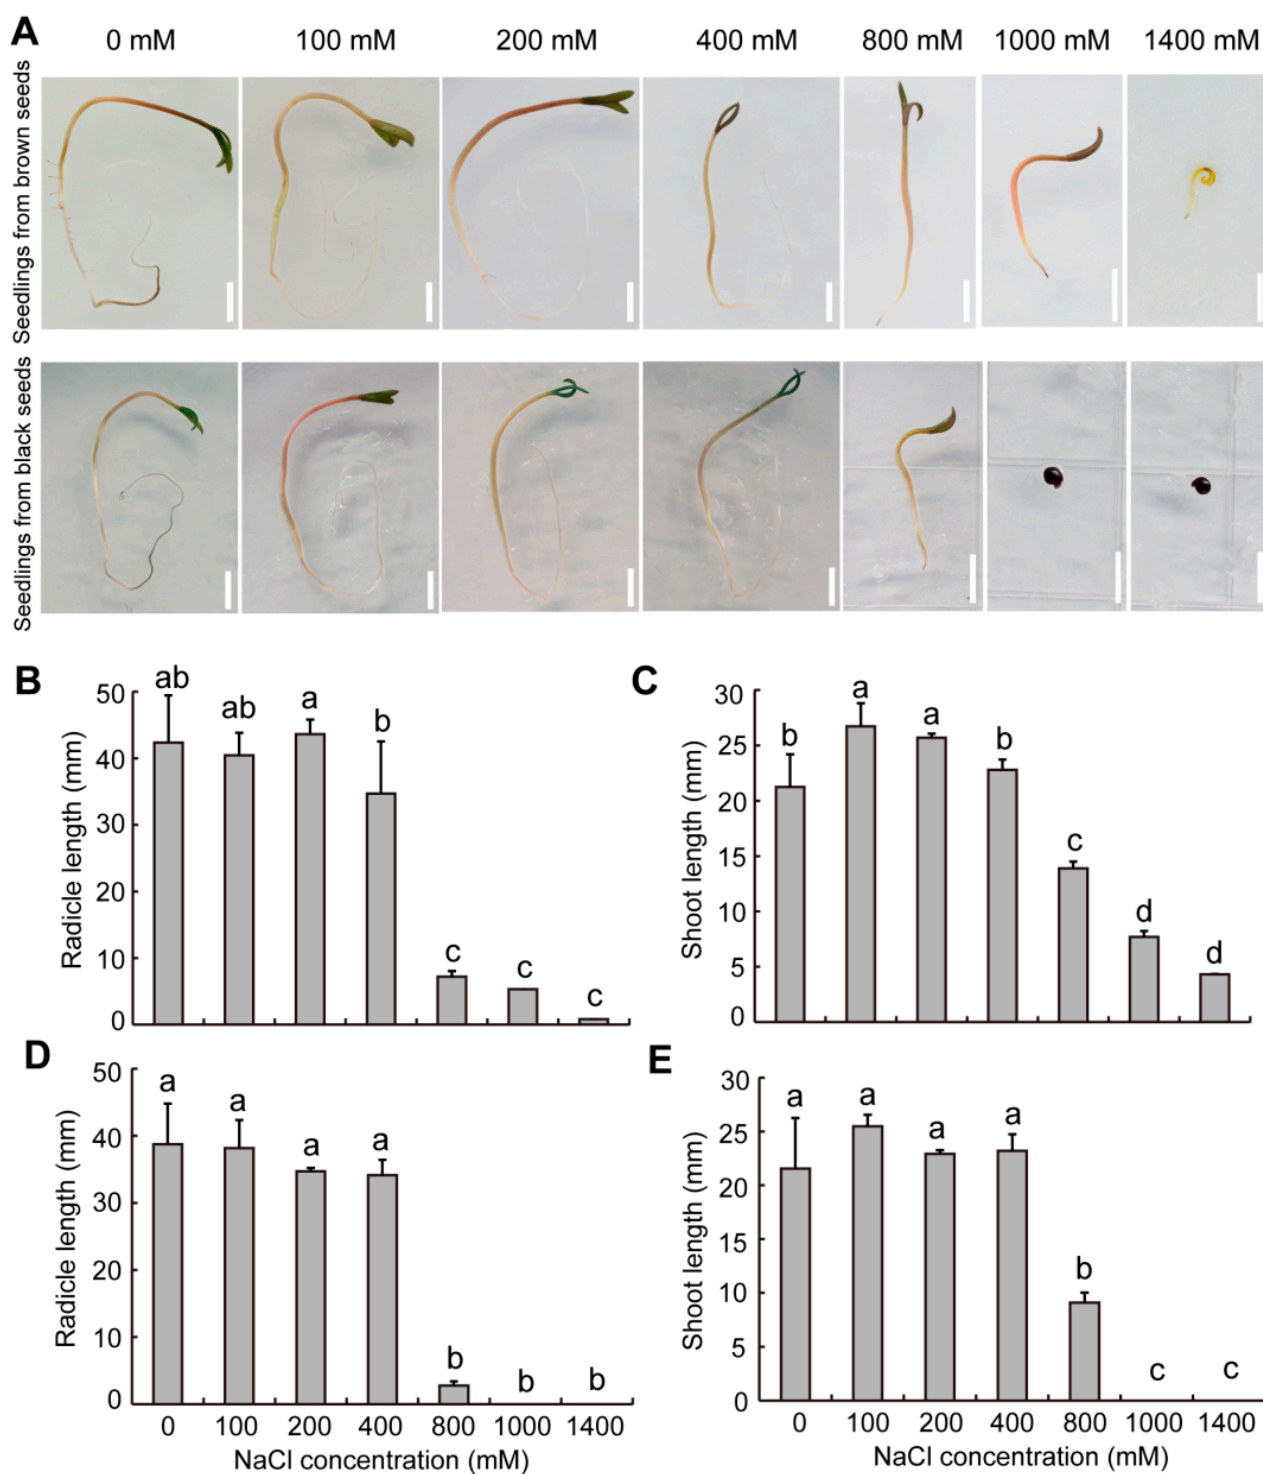 A
0 mM 100 mM 200 mM 400 mM 800 mM 1000 mM 1400 mM
Seedlings from brown seeds
Seedlings from black seeds
B
Radicle length (mm)
50
40
30
20
10
0
ab ab a b c c c
C
Shoot length (mm)
30
25
20
15
10
5
0
b a a b c d d
D
Radicle length (mm)
50
40
30
20
10
0
a a a a b b b
0 100 200 400 800 1000 1400
NaCl concentration (mM)
E
Shoot length (mm)
30
25
20
15
10
5
0
a a a a b c c
0 100 200 400 800 1000 1400
NaCl concentration (mM)